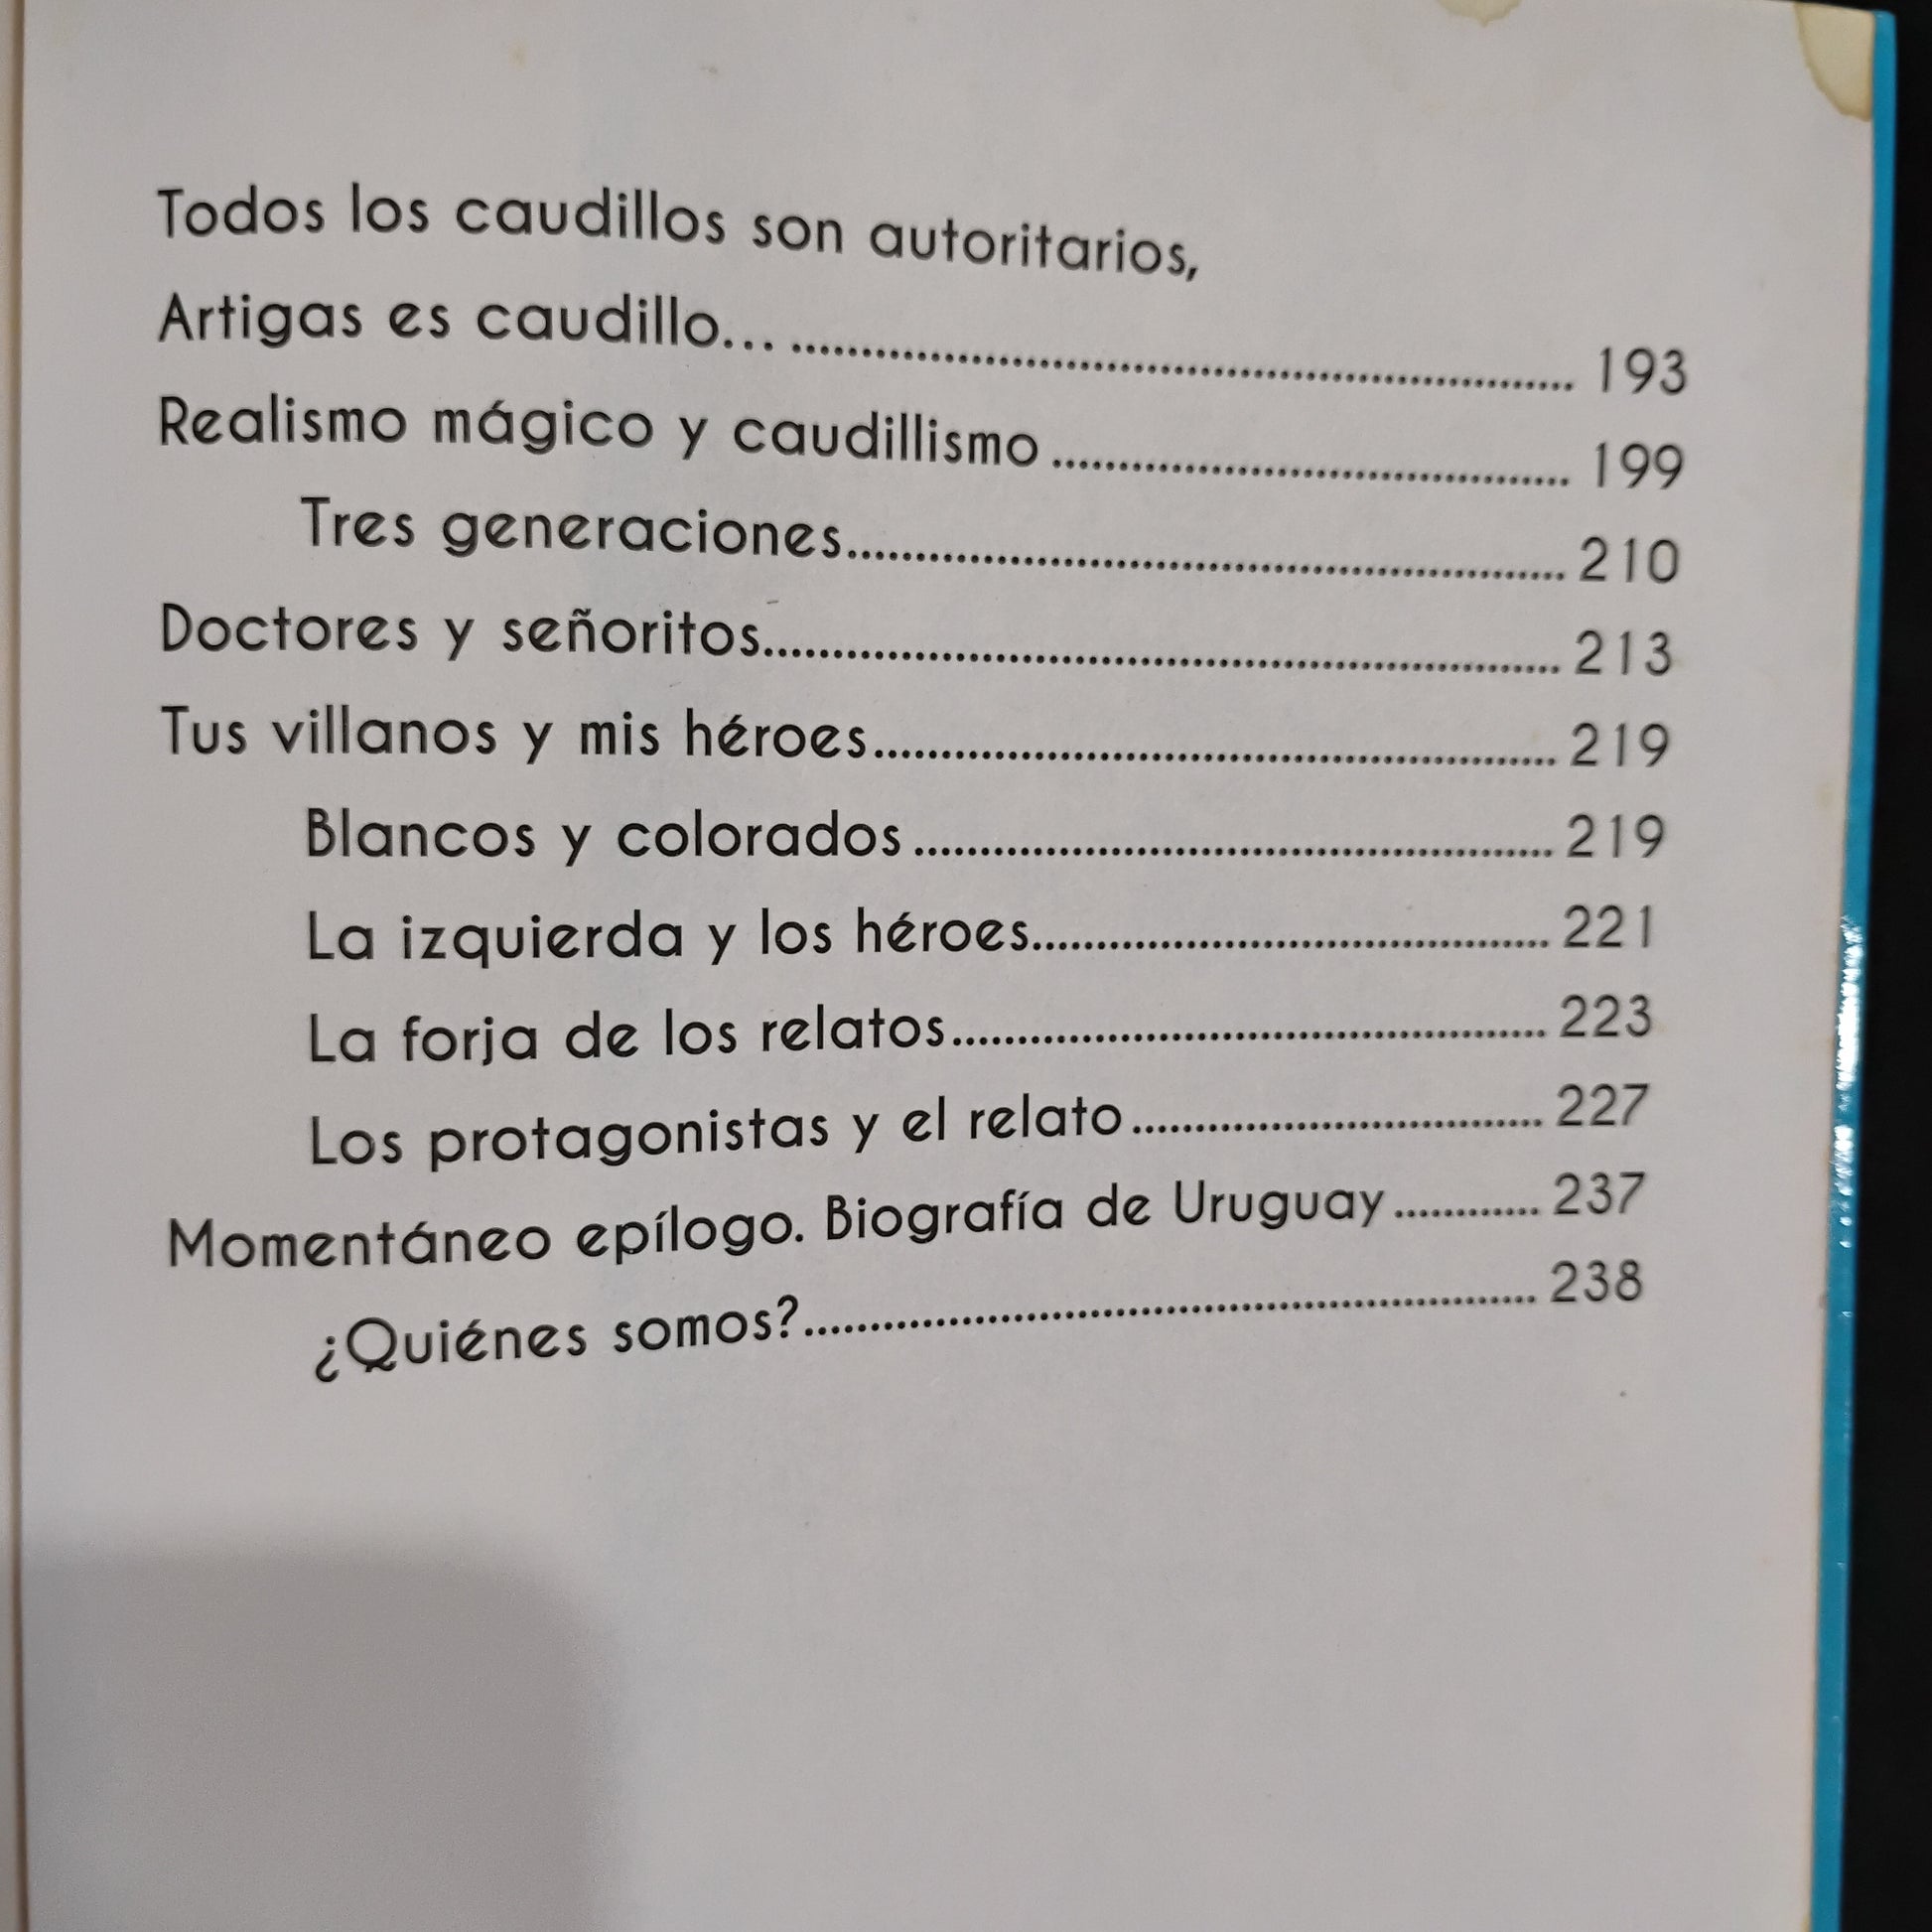 Todos los caudillos son autoritarios,
Artigas es caudillo... ........................................................ 193
Realismo mágico y caudillismo ..................................... 199
Tres generaciones.................................................... 210
Doctores y señoritos.......................................................... 213
Tus villanos y mis héroes.................................................. 219
Blancos y colorados ............................................... 219
La izquierda y los héroes...................................... 221
La forja de los relatos............................................ 223
Los protagonistas y el relato ............................... 227
Momentáneo epílogo. Biografía de Uruguay ........... 237
¿Quiénes somos?....................................................... 238